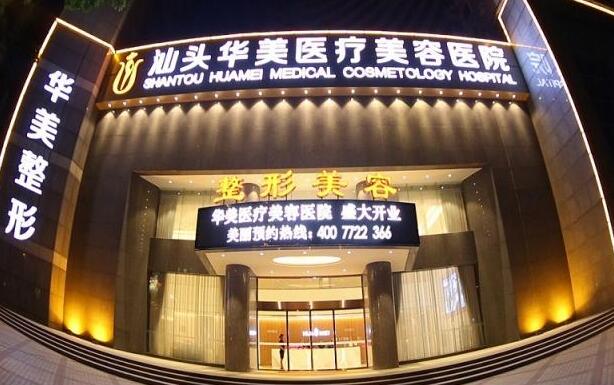 汕头华美医疗美容医院
SHANTOU HUAMEI MEDICAL COSMETOLOGY HOSPITAL
华美整形
整形美容
华美医疗美容医院 盛大开业
美丽预约热线：400 7722 366